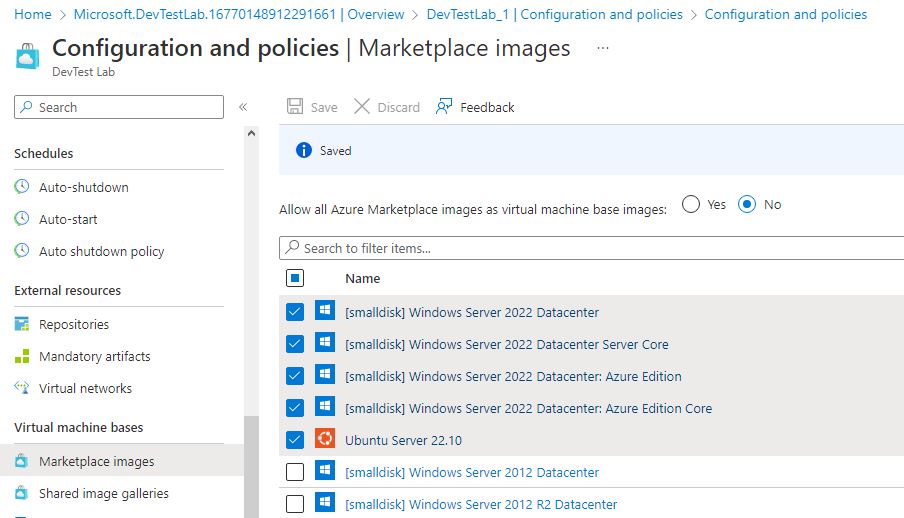 Home > Microsoft.DevTestLab.16770148912291661 | Overview > DevTestLab_1 | Configuration and policies > Configuration and policies
Configuration and policies | Marketplace images ...
DevTest Lab
Search
«
Schedules
Auto-shutdown
Auto-start
Auto shutdown policy
External resources
Repositories
Mandatory artifacts
Virtual networks
Virtual machine bases
Marketplace images
Shared image galleries
Save Discard Feedback
Saved
Allow all Azure Marketplace images as virtual machine base images: Yes No
Search to filter items...
Name
[smalldisk] Windows Server 2022 Datacenter
[smalldisk] Windows Server 2022 Datacenter Server Core
[smalldisk] Windows Server 2022 Datacenter: Azure Edition
[smalldisk] Windows Server 2022 Datacenter: Azure Edition Core
Ubuntu Server 22.10
[smalldisk] Windows Server 2012 Datacenter
[smalldisk] Windows Server 2012 R2 Datacenter